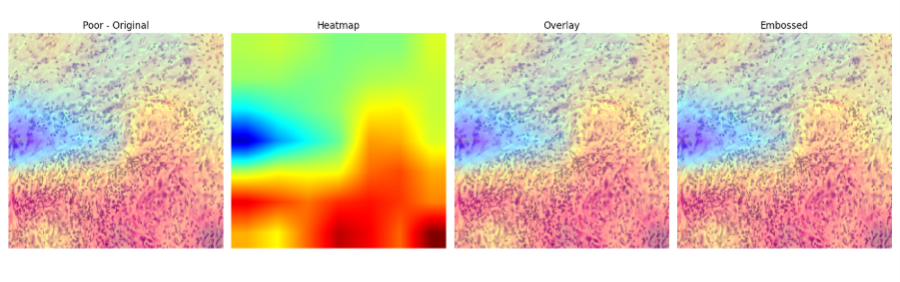 Poor - Original
Heatmap
Overlay
Embossed